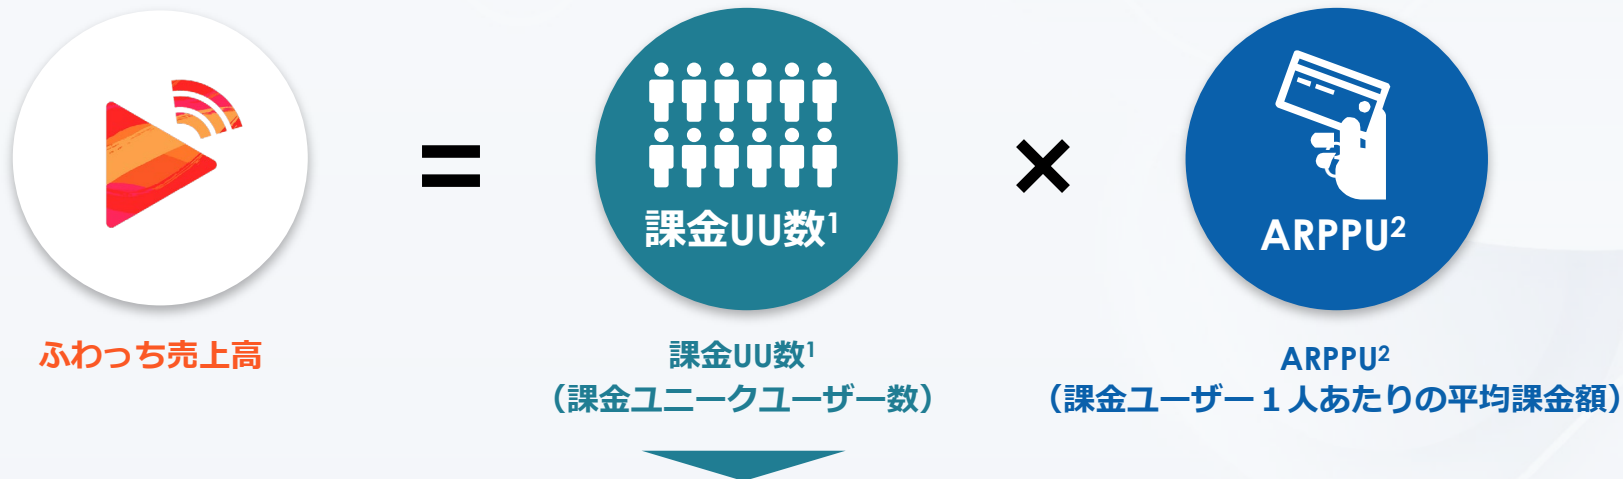 =
×
課金UU数¹
ARPPU²
ふわっち売上高
課金UU数¹
(課金ユニークユーザー数)
ARPPU²
(課金ユーザー1人あたりの平均課金額)